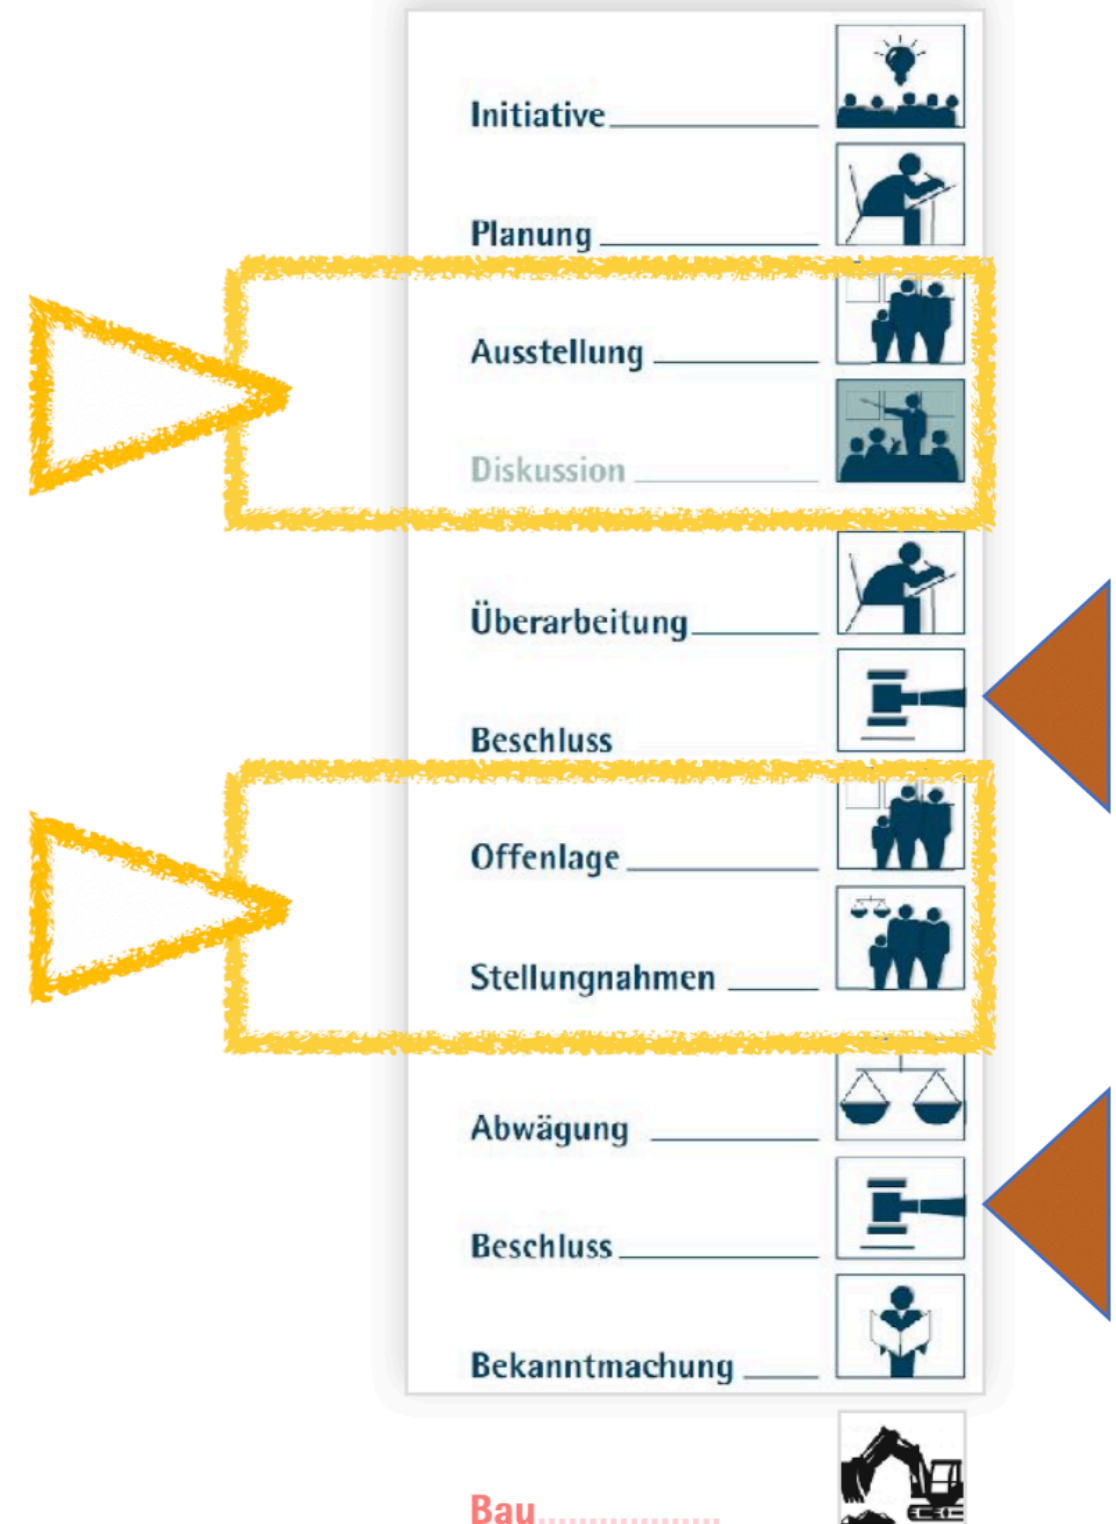 Initiative
Planung
Ausstellung
Diskussion
Überarbeitung
Beschluss
Offenlage
Stellungnahmen
Abwägung
Beschluss
Bekanntmachung
Bau